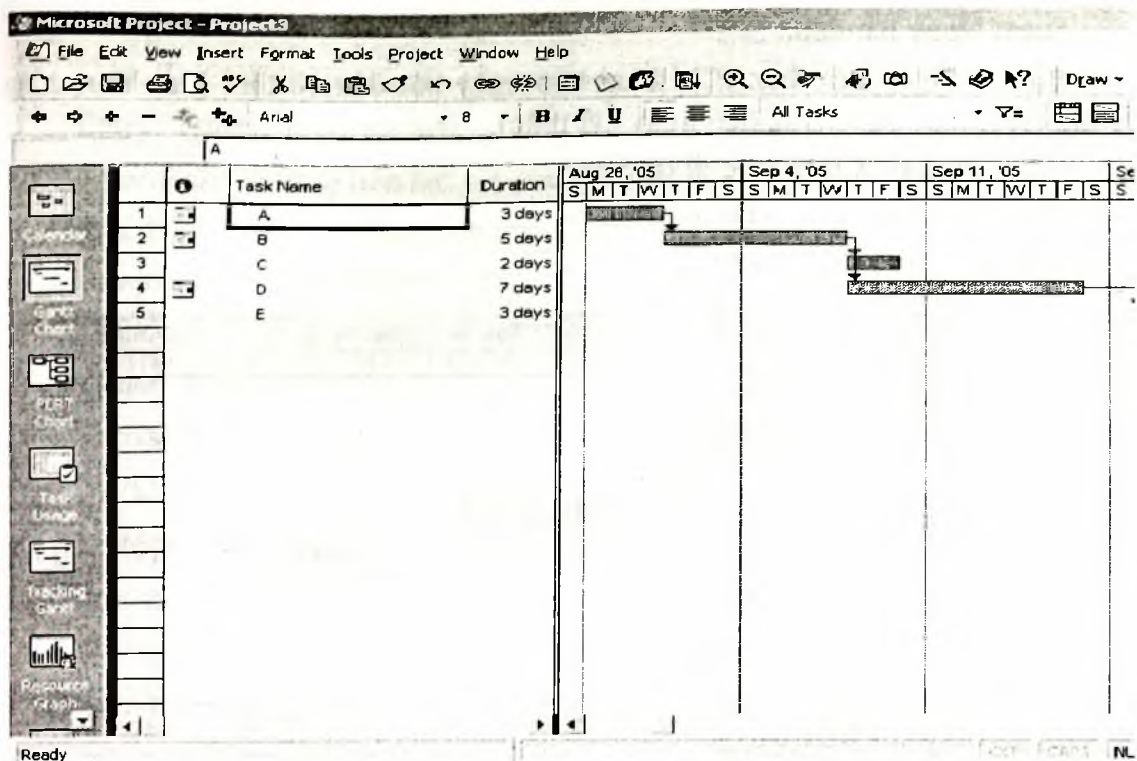 Microsoft Project - Project3
File Edit View Insert Format Tools Project Window Help
Draw
Arial 8 B I U All Tasks
A
Task Name Duration Aug 28, '05 Sep 4, '05 Sep 11, '05 Se
S M T W T F S S M T W T F S S M T W T F S S
1 A 3 days
2 B 5 days
3 C 2 days
4 D 7 days
5 E 3 days
Calendar
Gantt
Chart
PERT
Chart
Task
Usage
Tracking
Gantt
Resource
Graph
Ready
EXT CAPS NL